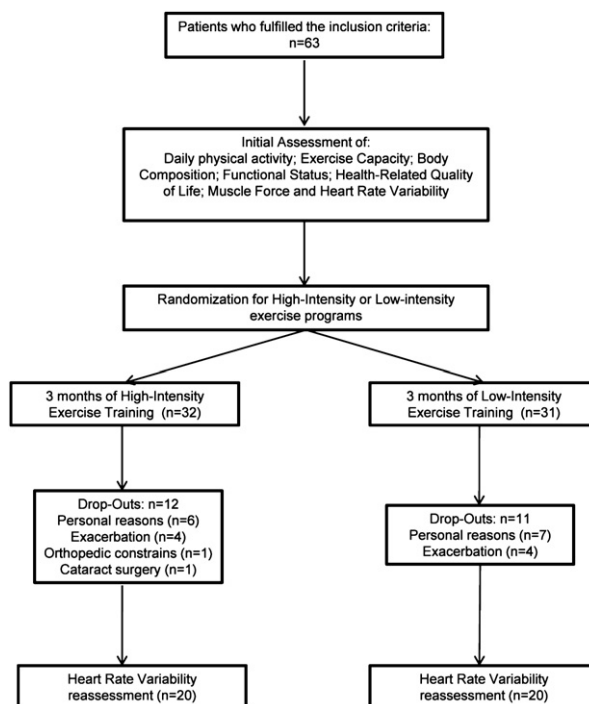 Patients who fulfilled the inclusion criteria:
n=63
Initial Assessment of:
Daily physical activity; Exercise Capacity; Body
Composition; Functional Status; Health-Related Quality
of Life; Muscle Force and Heart Rate Variability
Randomization for High-Intensity or Low-intensity
exercise programs
3 months of High-Intensity
Exercise Training (n=32)
3 months of Low-Intensity
Exercise Training (n=31)
Drop-Outs: n=12
Personal reasons (n=6)
Exacerbation (n=4)
Orthopedic constrains (n=1)
Cataract surgery (n=1)
Drop-Outs: n=11
Personal reasons (n=7)
Exacerbation (n=4)
Heart Rate Variability
reassessment (n=20)
Heart Rate Variability
reassessment (n=20)